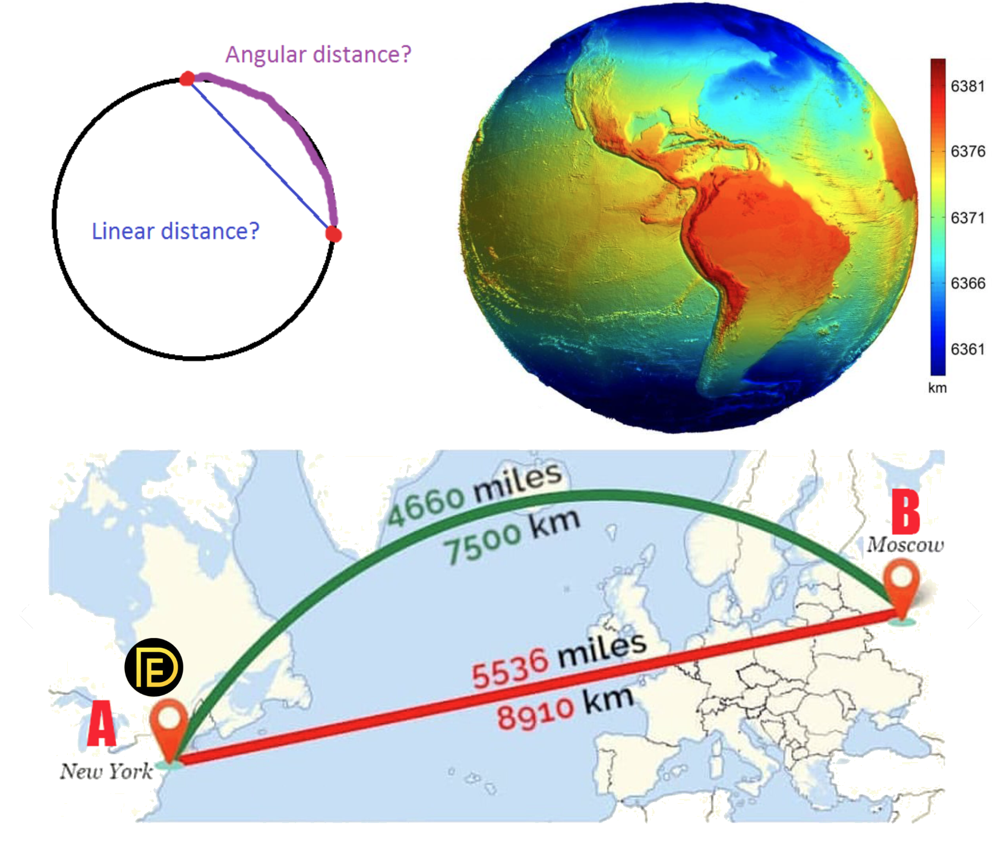 Angular distance?
Linear distance?
6381
6376
6371
6366
6361
km
4660 miles
7500 km
B
Moscow
5536 miles
8910 km
DE
A
New York